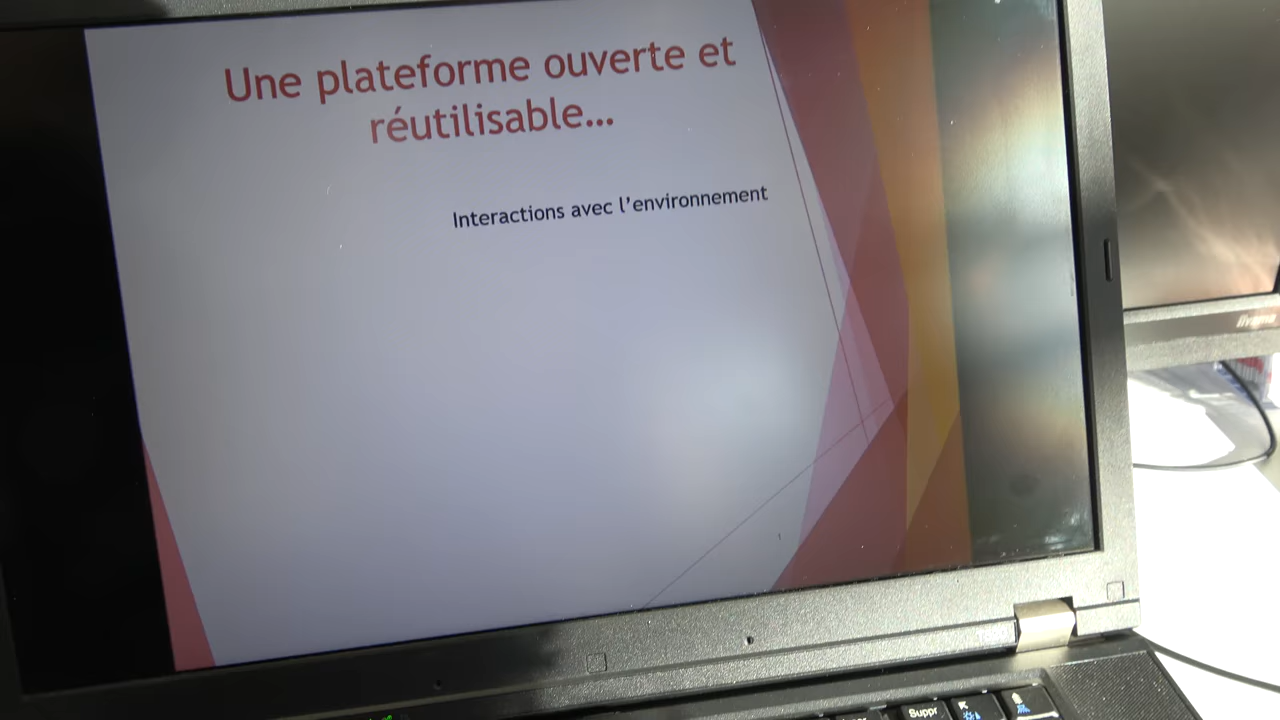 Une plateforme ouverte et
réutilisable...
Interactions avec l'environnement
Suppr